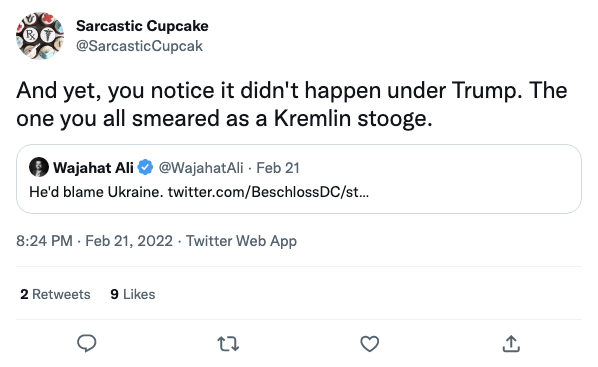 Sarcastic Cupcake
@SarcasticCupcak
And yet, you notice it didn't happen under Trump. The
one you all smeared as a Kremlin stooge.
Wajahat Ali @WajahatAli · Feb 21
He'd blame Ukraine. twitter.com/BeschlossDC/st...
8:24 PM · Feb 21, 2022 · Twitter Web App
2 Retweets 9 Likes